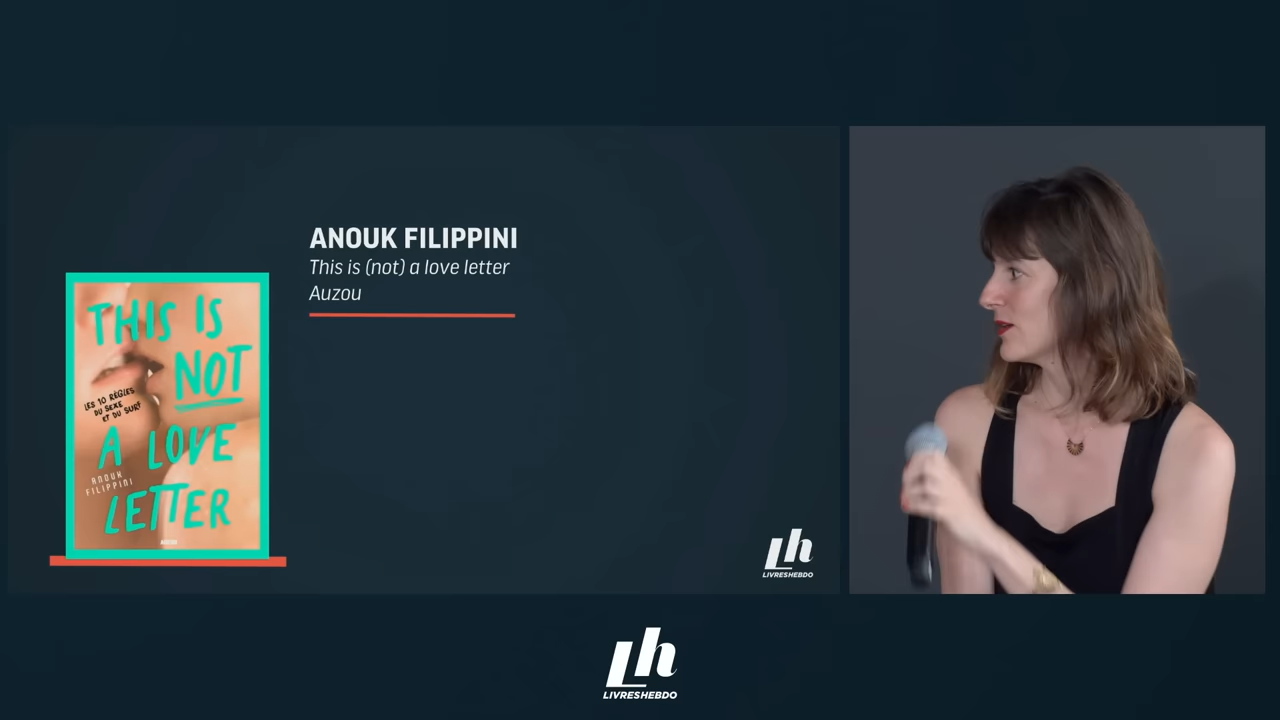 ANOUK FILIPPINI
This is (not) a love letter
Auzou
THIS IS
NOT
LES 10 RÈGLES
DU SEXE
ET DU SURF
A LOVE
ANOUK
FILIPPINI
LETTER
AUZOU
Lh
LIVRESHEBDO
Lh
LIVRESHEBDO